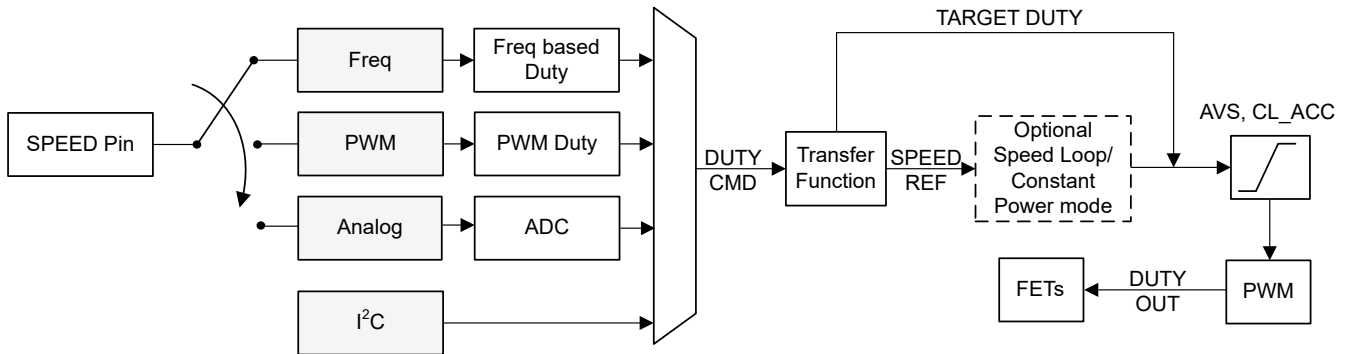 TARGET DUTY
Freq
Freq based
Duty
AVS, CL_ACC
SPEED Pin
PWM
PWM Duty
DUTY
CMD
Transfer
Function
SPEED
REF
Optional
Speed Loop/
Constant
Power mode
Analog
ADC
I²C
FETs
DUTY
OUT
PWM